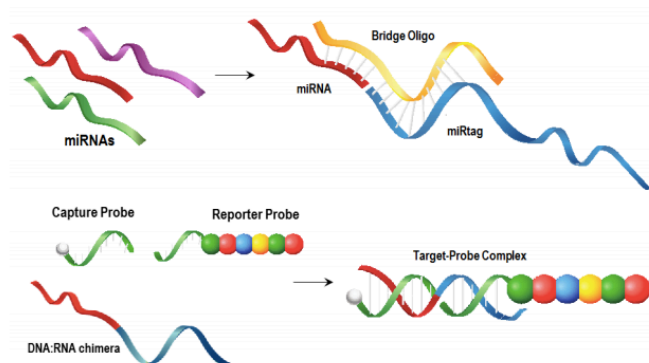 Bridge Oligo
miRNA
miRtag
miRNAs
Capture Probe
Reporter Probe
Target-Probe Complex
DNA:RNA chimera